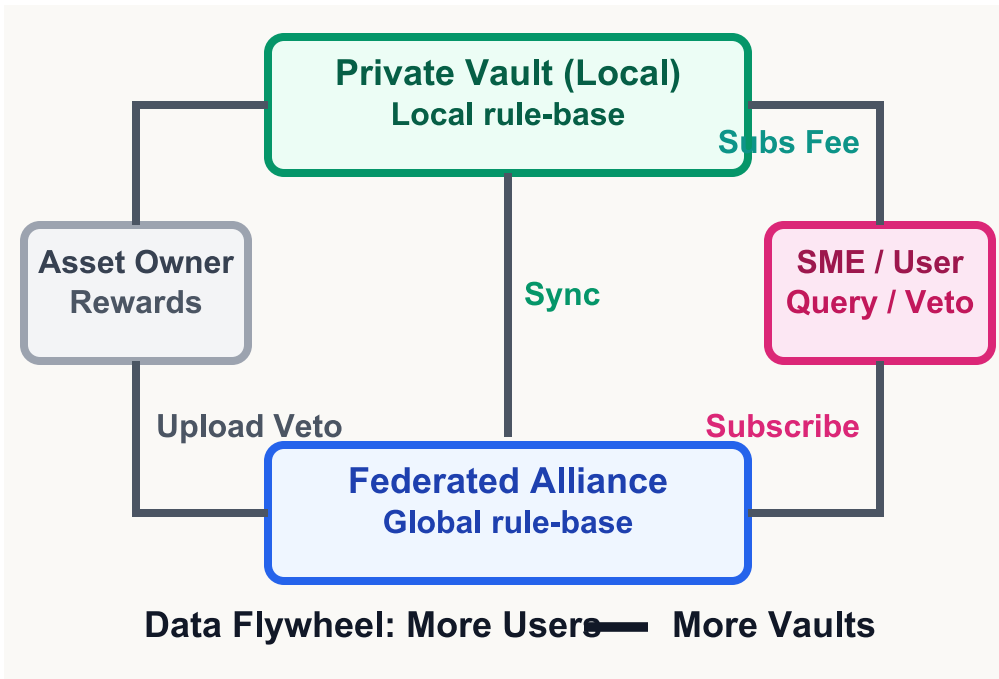 Private Vault (Local)
Local rule-base
Subs Fee
Asset Owner
Rewards
SME / User
Query / Veto
Sync
Upload Veto
Subscribe
Federated Alliance
Global rule-base
Data Flywheel: More Users More Vaults